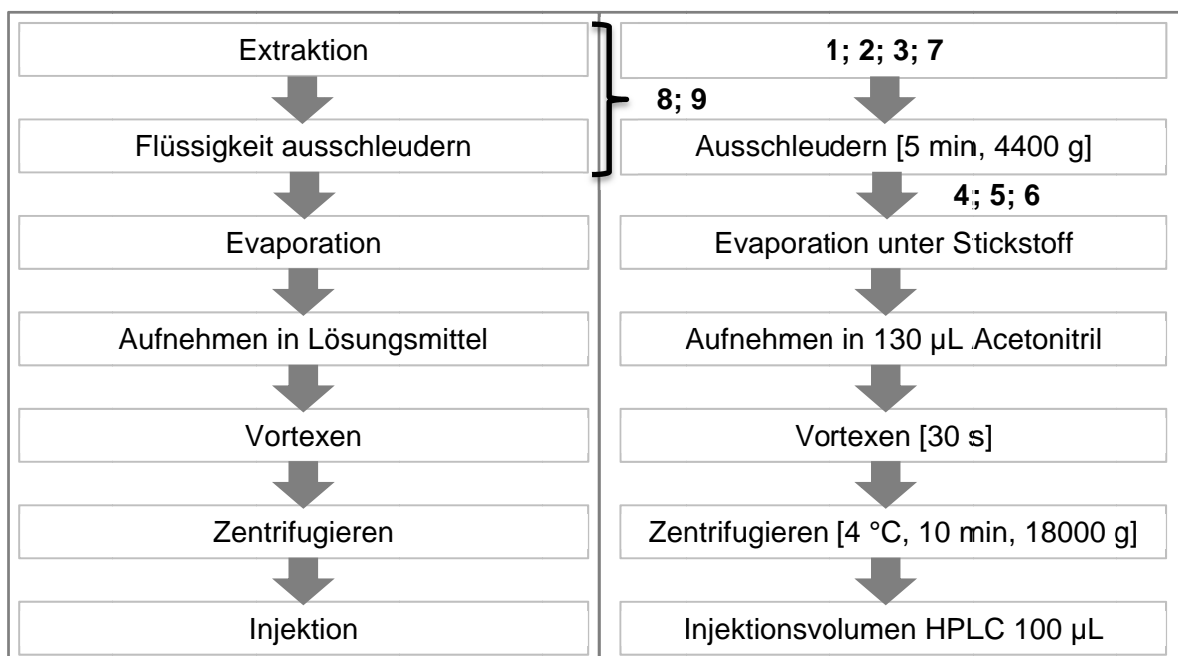 Extraktion
1; 2; 3; 7
8; 9
Flüssigkeit ausschleudern
Ausschleudern [5 min, 4400 g]
4; 5; 6
Evaporation
Evaporation unter Stickstoff
Aufnehmen in Lösungsmittel
Aufnehmen in 130 µL Acetonitril
Vortexen
Vortexen [30 s]
Zentrifugieren
Zentrifugieren [4 °C, 10 min, 18000 g]
Injektion
Injektionsvolumen HPLC 100 µL